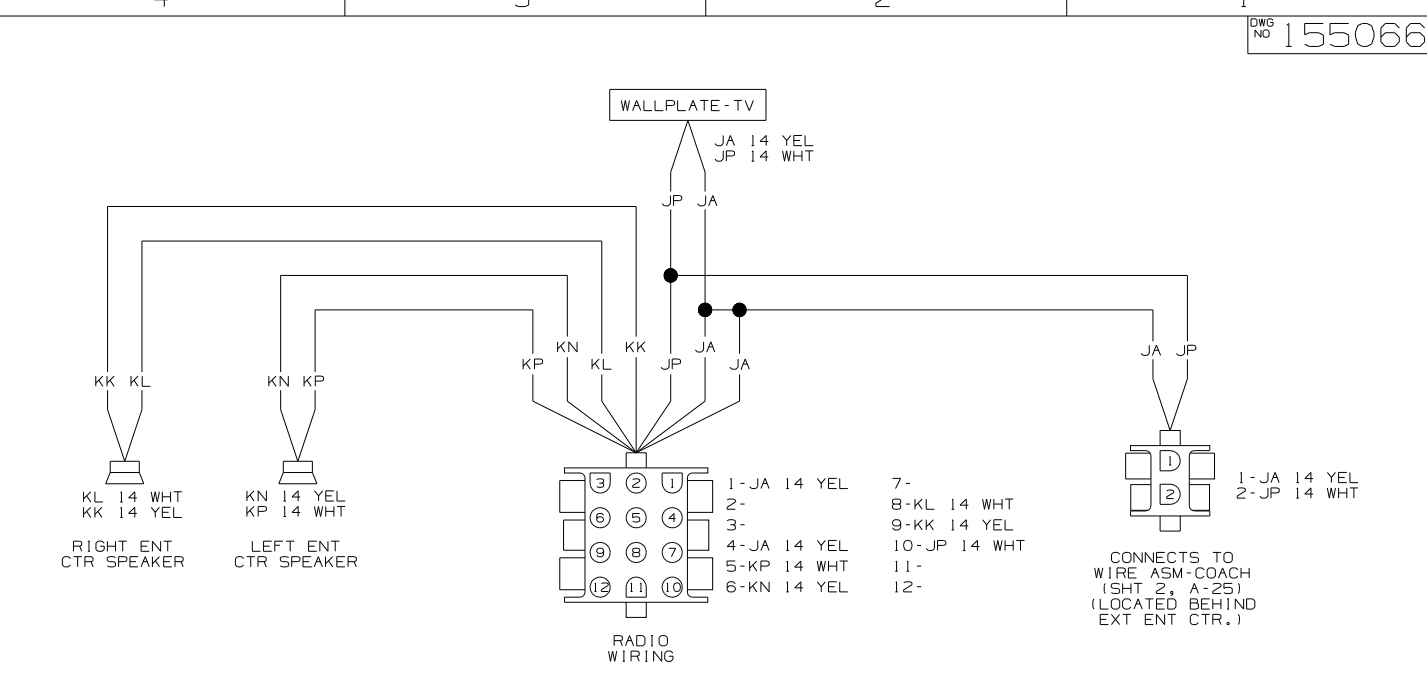 4 3 2 1
DWG NO 155066
WALLPLATE-TV
JA 14 YEL
JP 14 WHT
JP JA
KK KL
KN KP
KP
KN
KL
KK
JP
JA
JA
JA JP
KL 14 WHT
KK 14 YEL
RIGHT ENT
CTR SPEAKER
KN 14 YEL
KP 14 WHT
LEFT ENT
CTR SPEAKER
3 2 1
6 5 4
9 8 7
12 11 10
1-JA 14 YEL
2-
3-
4-JA 14 YEL
5-KP 14 WHT
6-KN 14 YEL
7-
8-KL 14 WHT
9-KK 14 YEL
10-JP 14 WHT
11-
12-
RADIO
WIRING
1
2
1-JA 14 YEL
2-JP 14 WHT
CONNECTS TO
WIRE ASM-COACH
(SHT 2, A-25)
(LOCATED BEHIND
EXT ENT CTR.)